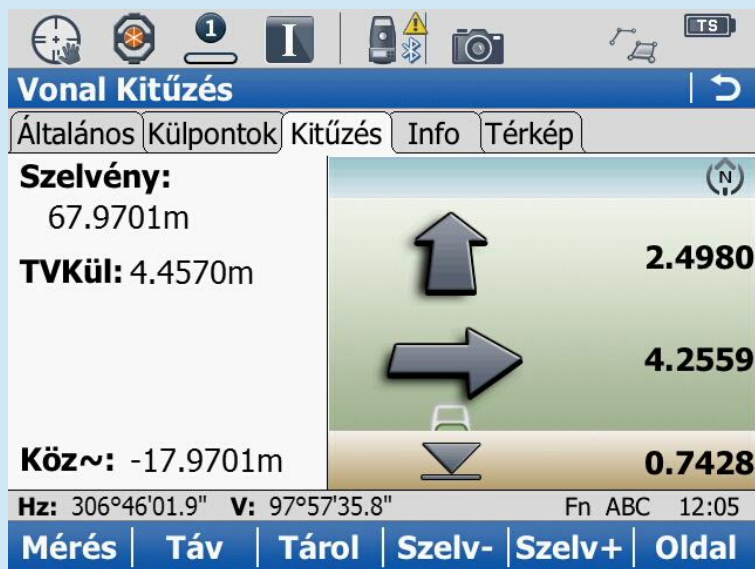 1
I
TS
Vonal Kitűzés
Általános Külpontok Kitűzés Info Térkép
Szelvény:
67.9701m
N
TVKül: 4.4570m
2.4980
4.2559
Köz~: -17.9701m
0.7428
Hz: 306°46'01.9" V: 97°57'35.8" Fn ABC 12:05
Mérés Táv Tárol Szelv- Szelv+ Oldal